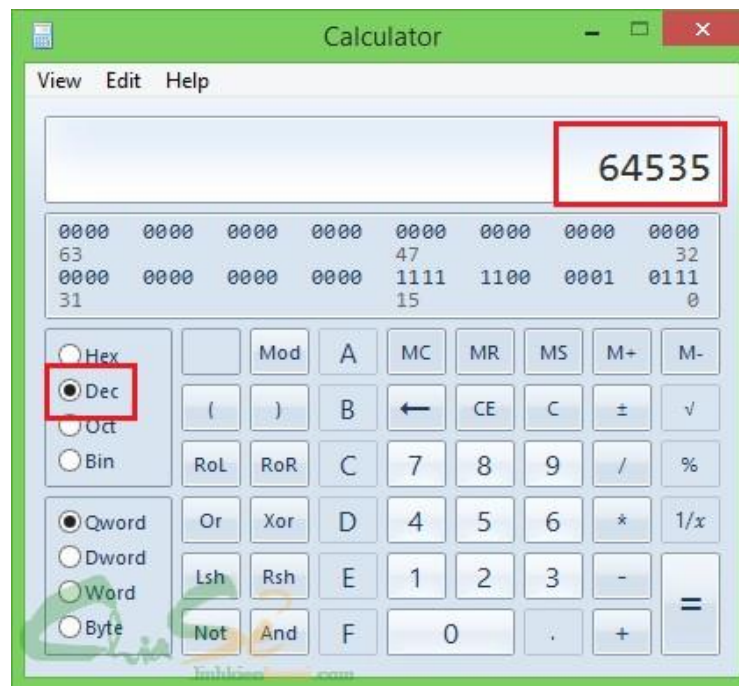 Calculator
View Edit Help
64535
0000 0000 0000 0000 0000 0000 0000 0000
63 47 32
0000 0000 0000 0000 1111 1100 0001 0111
31 15 0
Hex Mod A MC MR MS M+ M-
Dec ( ) B ← CE C ± √
Oct
Bin RoL RoR C 7 8 9 / %
Qword Or Xor D 4 5 6 * 1/x
Dword
Word Lsh Rsh E 1 2 3 - =
Byte Not And F 0 . +
.com